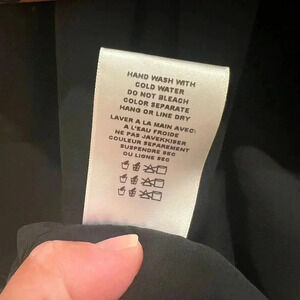 HAND WASH WITH
COLD WATER
DO NOT BLEACH
COLOR SEPARATE
HANG OR LINE DRY
LAVER A LA MAIN AVEC:
A L'EAU FROIDE
NE PAS JAVEKKISER
COULEUR SEPAREMENT
SUSPENDRE SEC
OU LIGNE SEC